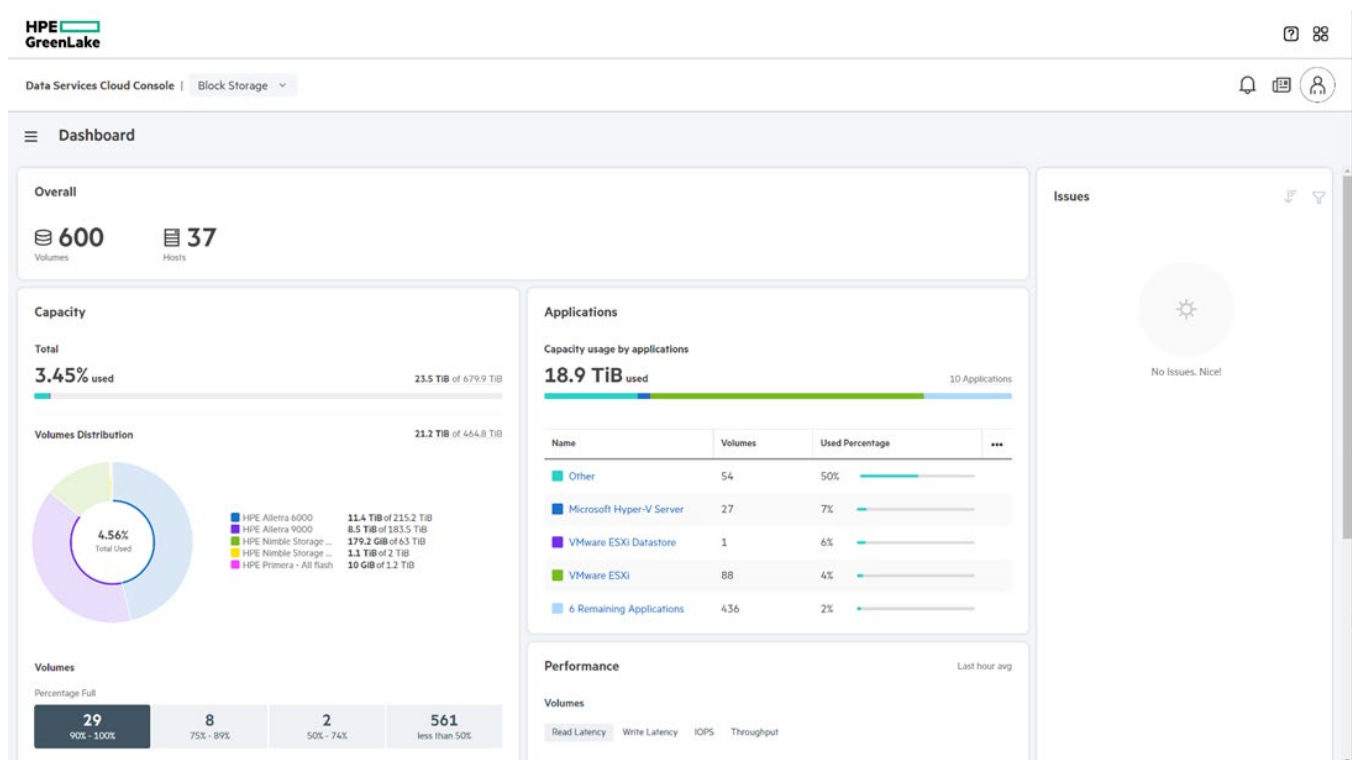 HPE
GreenLake
Data Services Cloud Console | Block Storage
Dashboard
Overall
600
Volumes
37
Hosts
Issues
No Issues. Nice!
Capacity
Total
3.45% used
23.5 TiB of 679.9 TiB
Volumes Distribution
21.2 TiB of 464.8 TiB
4.56%
Total Used
HPE Alletra 6000 11.4 TiB of 215.2 TiB
HPE Alletra 9000 8.5 TiB of 183.5 TiB
HPE Nimble Storage ... 179.2 GiB of 63 TiB
HPE Nimble Storage ... 1.1 TiB of 2 TiB
HPE Primera - All flash 10 GiB of 1.2 TiB
Volumes
Percentage Full
29 8 2 561
90% - 100% 75% - 89% 50% - 74% less than 50%
Applications
Capacity usage by applications
18.9 TiB used
10 Applications
Name Volumes Used Percentage
Other 54 50%
Microsoft Hyper-V Server 27 7%
VMware ESXi Datastore 1 6%
VMware ESXi 88 4%
6 Remaining Applications 436 2%
Performance
Last hour avg
Volumes
Read Latency Write Latency IOPS Throughput